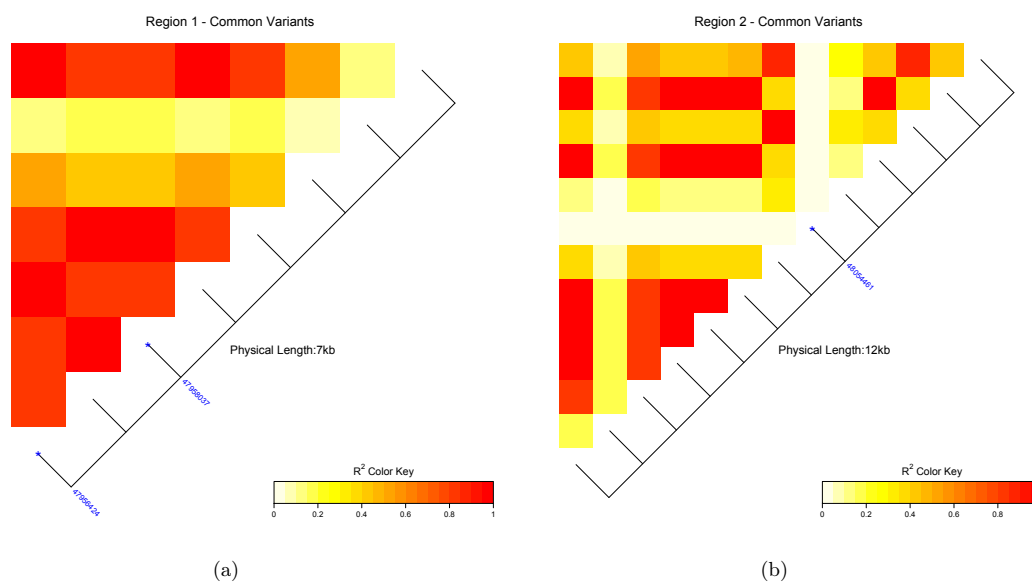 Region 1 - Common Variants
*
*
47958037
Physical Length:7kb
47956424
R² Color Key
0 0.2 0.4 0.6 0.8 1
(a)
Region 2 - Common Variants
*
48054461
Physical Length:12kb
R² Color Key
0 0.2 0.4 0.6 0.8
(b)